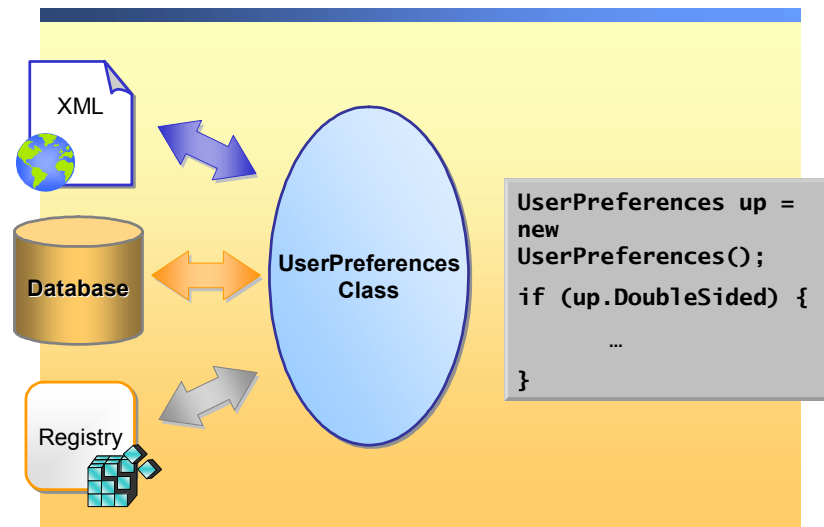 XML
Database
Registry
UserPreferences
Class
UserPreferences up =
new
UserPreferences();
if (up.DoubleSided) {
…
}